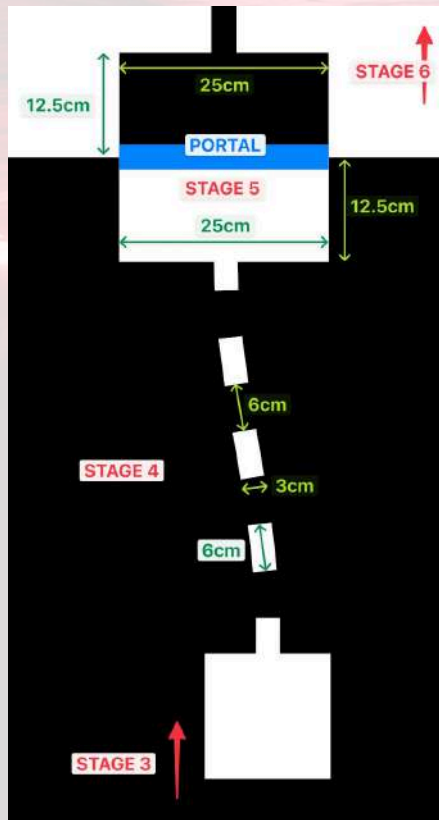 STAGE 6
25cm
12.5cm
PORTAL
STAGE 5
12.5cm
25cm
6cm
STAGE 4
3cm
6cm
STAGE 3